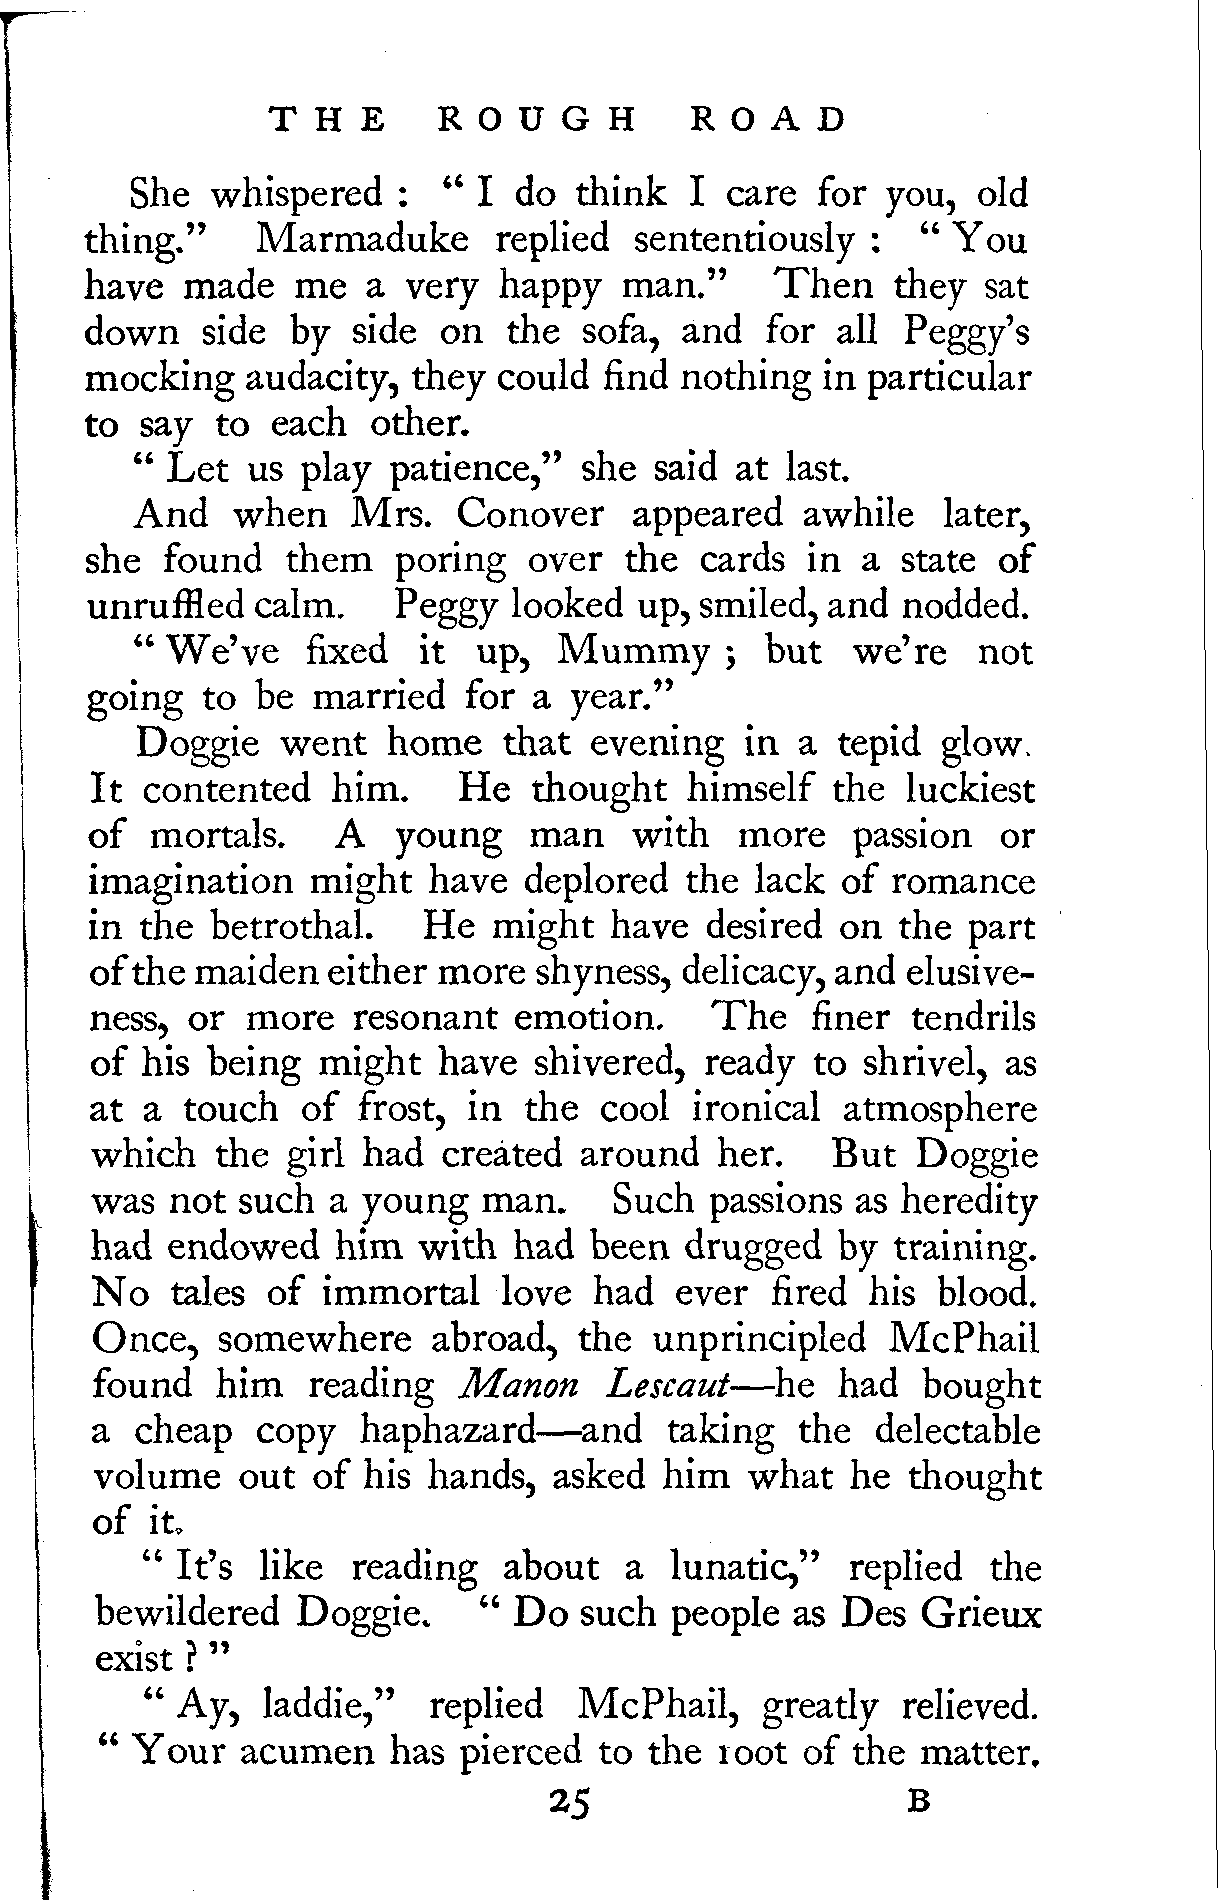 THE ROUGH ROAD
She whispered : “ I do think I care for you, old
thing.” Marmaduke replied sententiously : “ You
have made me a very happy man.” Then they sat
down side by side on the sofa, and for all Peggy’s
mocking audacity, they could find nothing in particular
to say to each other.
“ Let us play patience,” she said at last.
And when Mrs. Conover appeared awhile later,
she found them poring over the cards in a state of
unruffled calm. Peggy looked up, smiled, and nodded.
“ We’ve fixed it up, Mummy ; but we’re not
going to be married for a year.”
Doggie went home that evening in a tepid glow.
It contented him. He thought himself the luckiest
of mortals. A young man with more passion or
imagination might have deplored the lack of romance
in the betrothal. He might have desired on the part
of the maiden either more shyness, delicacy, and elusive-
ness, or more resonant emotion. The finer tendrils
of his being might have shivered, ready to shrivel, as
at a touch of frost, in the cool ironical atmosphere
which the girl had created around her. But Doggie
was not such a young man. Such passions as heredity
had endowed him with had been drugged by training.
No tales of immortal love had ever fired his blood.
Once, somewhere abroad, the unprincipled McPhail
found him reading Manon Lescaut—he had bought
a cheap copy haphazard—and taking the delectable
volume out of his hands, asked him what he thought
of it.
“ It’s like reading about a lunatic,” replied the
bewildered Doggie. “ Do such people as Des Grieux
exist ? ”
“ Ay, laddie,” replied McPhail, greatly relieved.
“ Your acumen has pierced to the root of the matter.
25 B